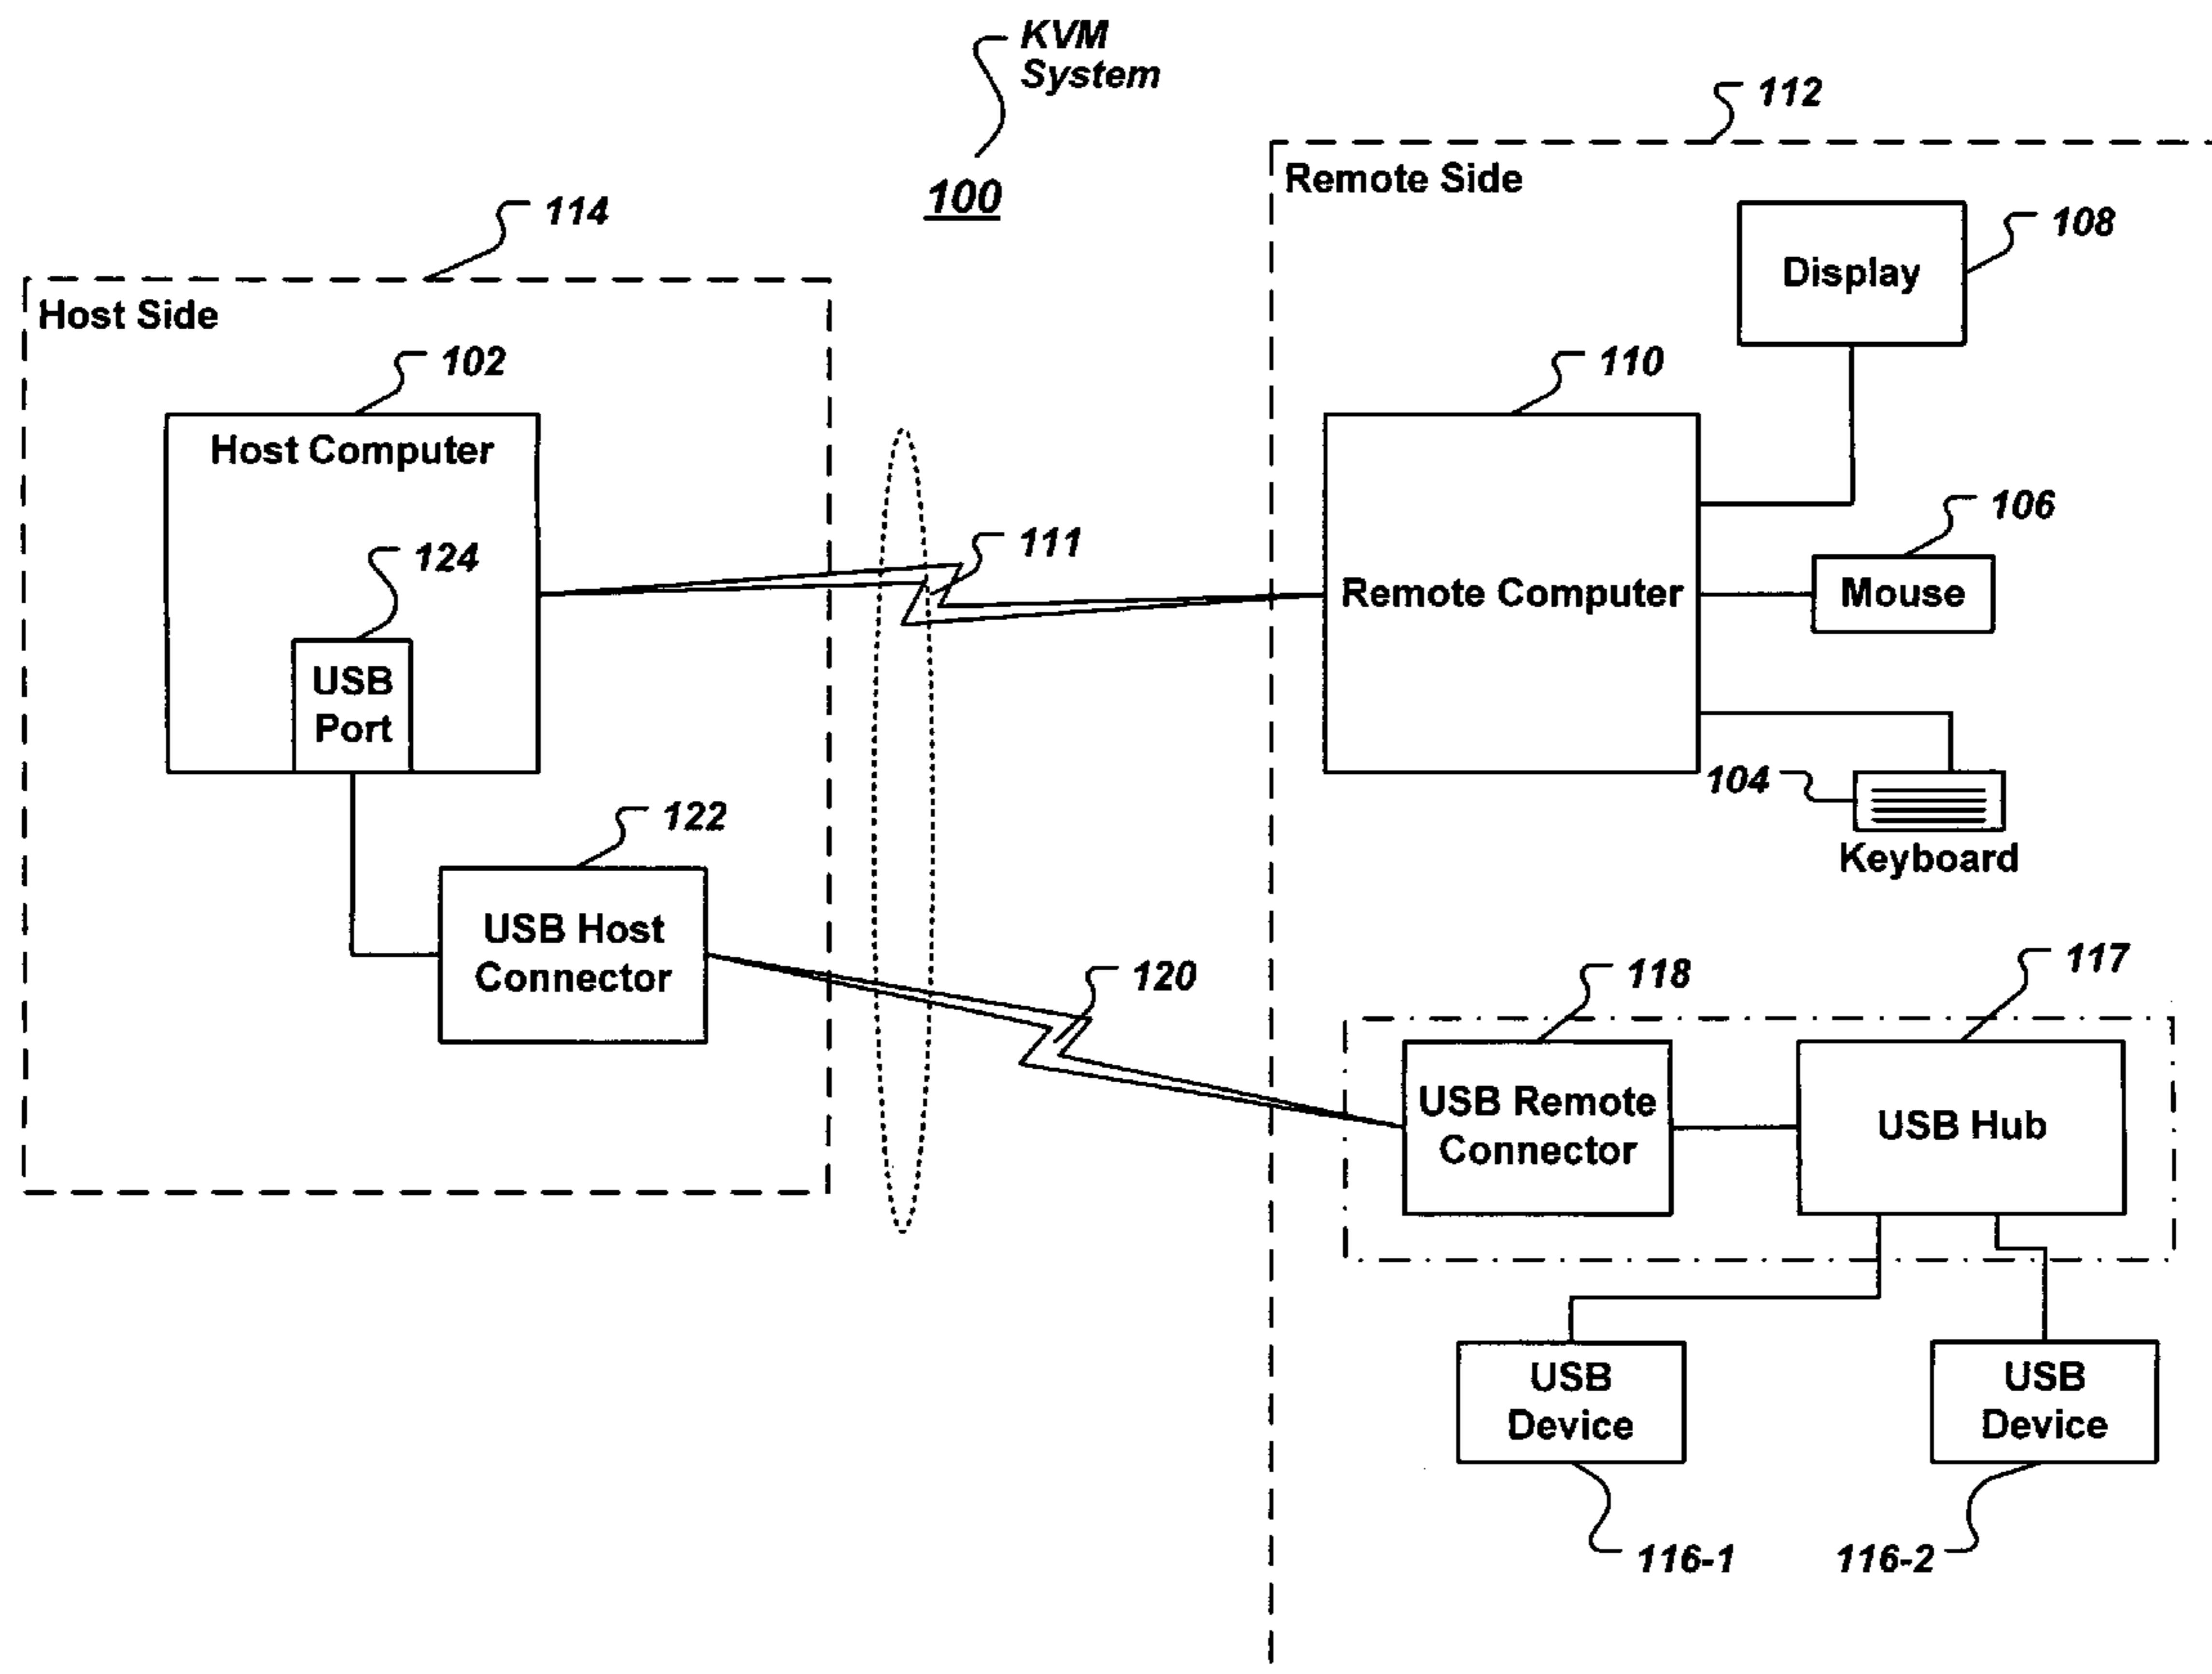 KVM
System
100
112
Remote Side
114
Host Side
108
Display
102
Host Computer
110
Remote Computer
106
Mouse
111
124
USB
Port
104
Keyboard
122
USB Host
Connector
120
118
117
USB Remote
Connector
USB Hub
USB
Device
USB
Device
116-1
116-2